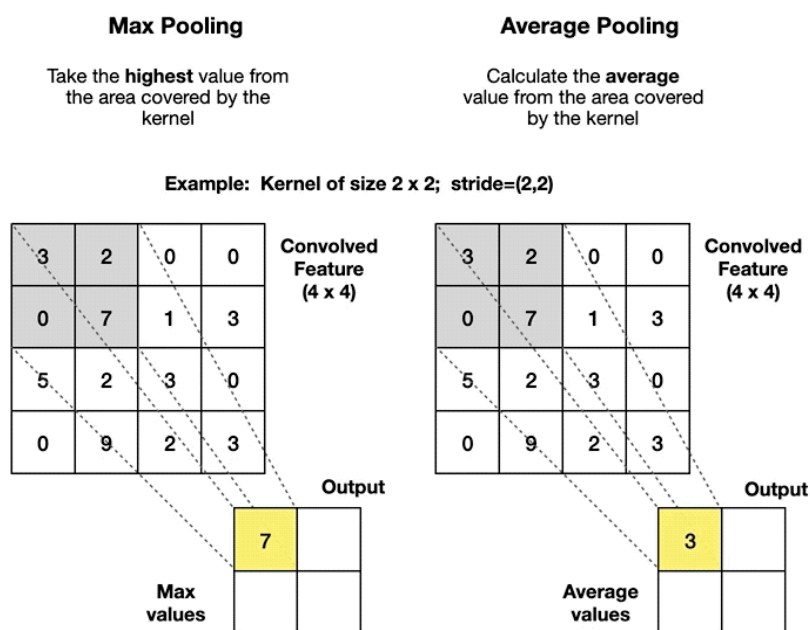 Max Pooling
Take the highest value from
the area covered by the
kernel
Average Pooling
Calculate the average
value from the area covered
by the kernel
Example: Kernel of size 2 x 2; stride=(2,2)
3 2 0 0
0 7 1 3
5 2 3 0
0 9 2 3
Convolved
Feature
(4 x 4)
Output
7
Max
values
3 2 0 0
0 7 1 3
5 2 3 0
0 9 2 3
Convolved
Feature
(4 x 4)
Output
3
Average
values